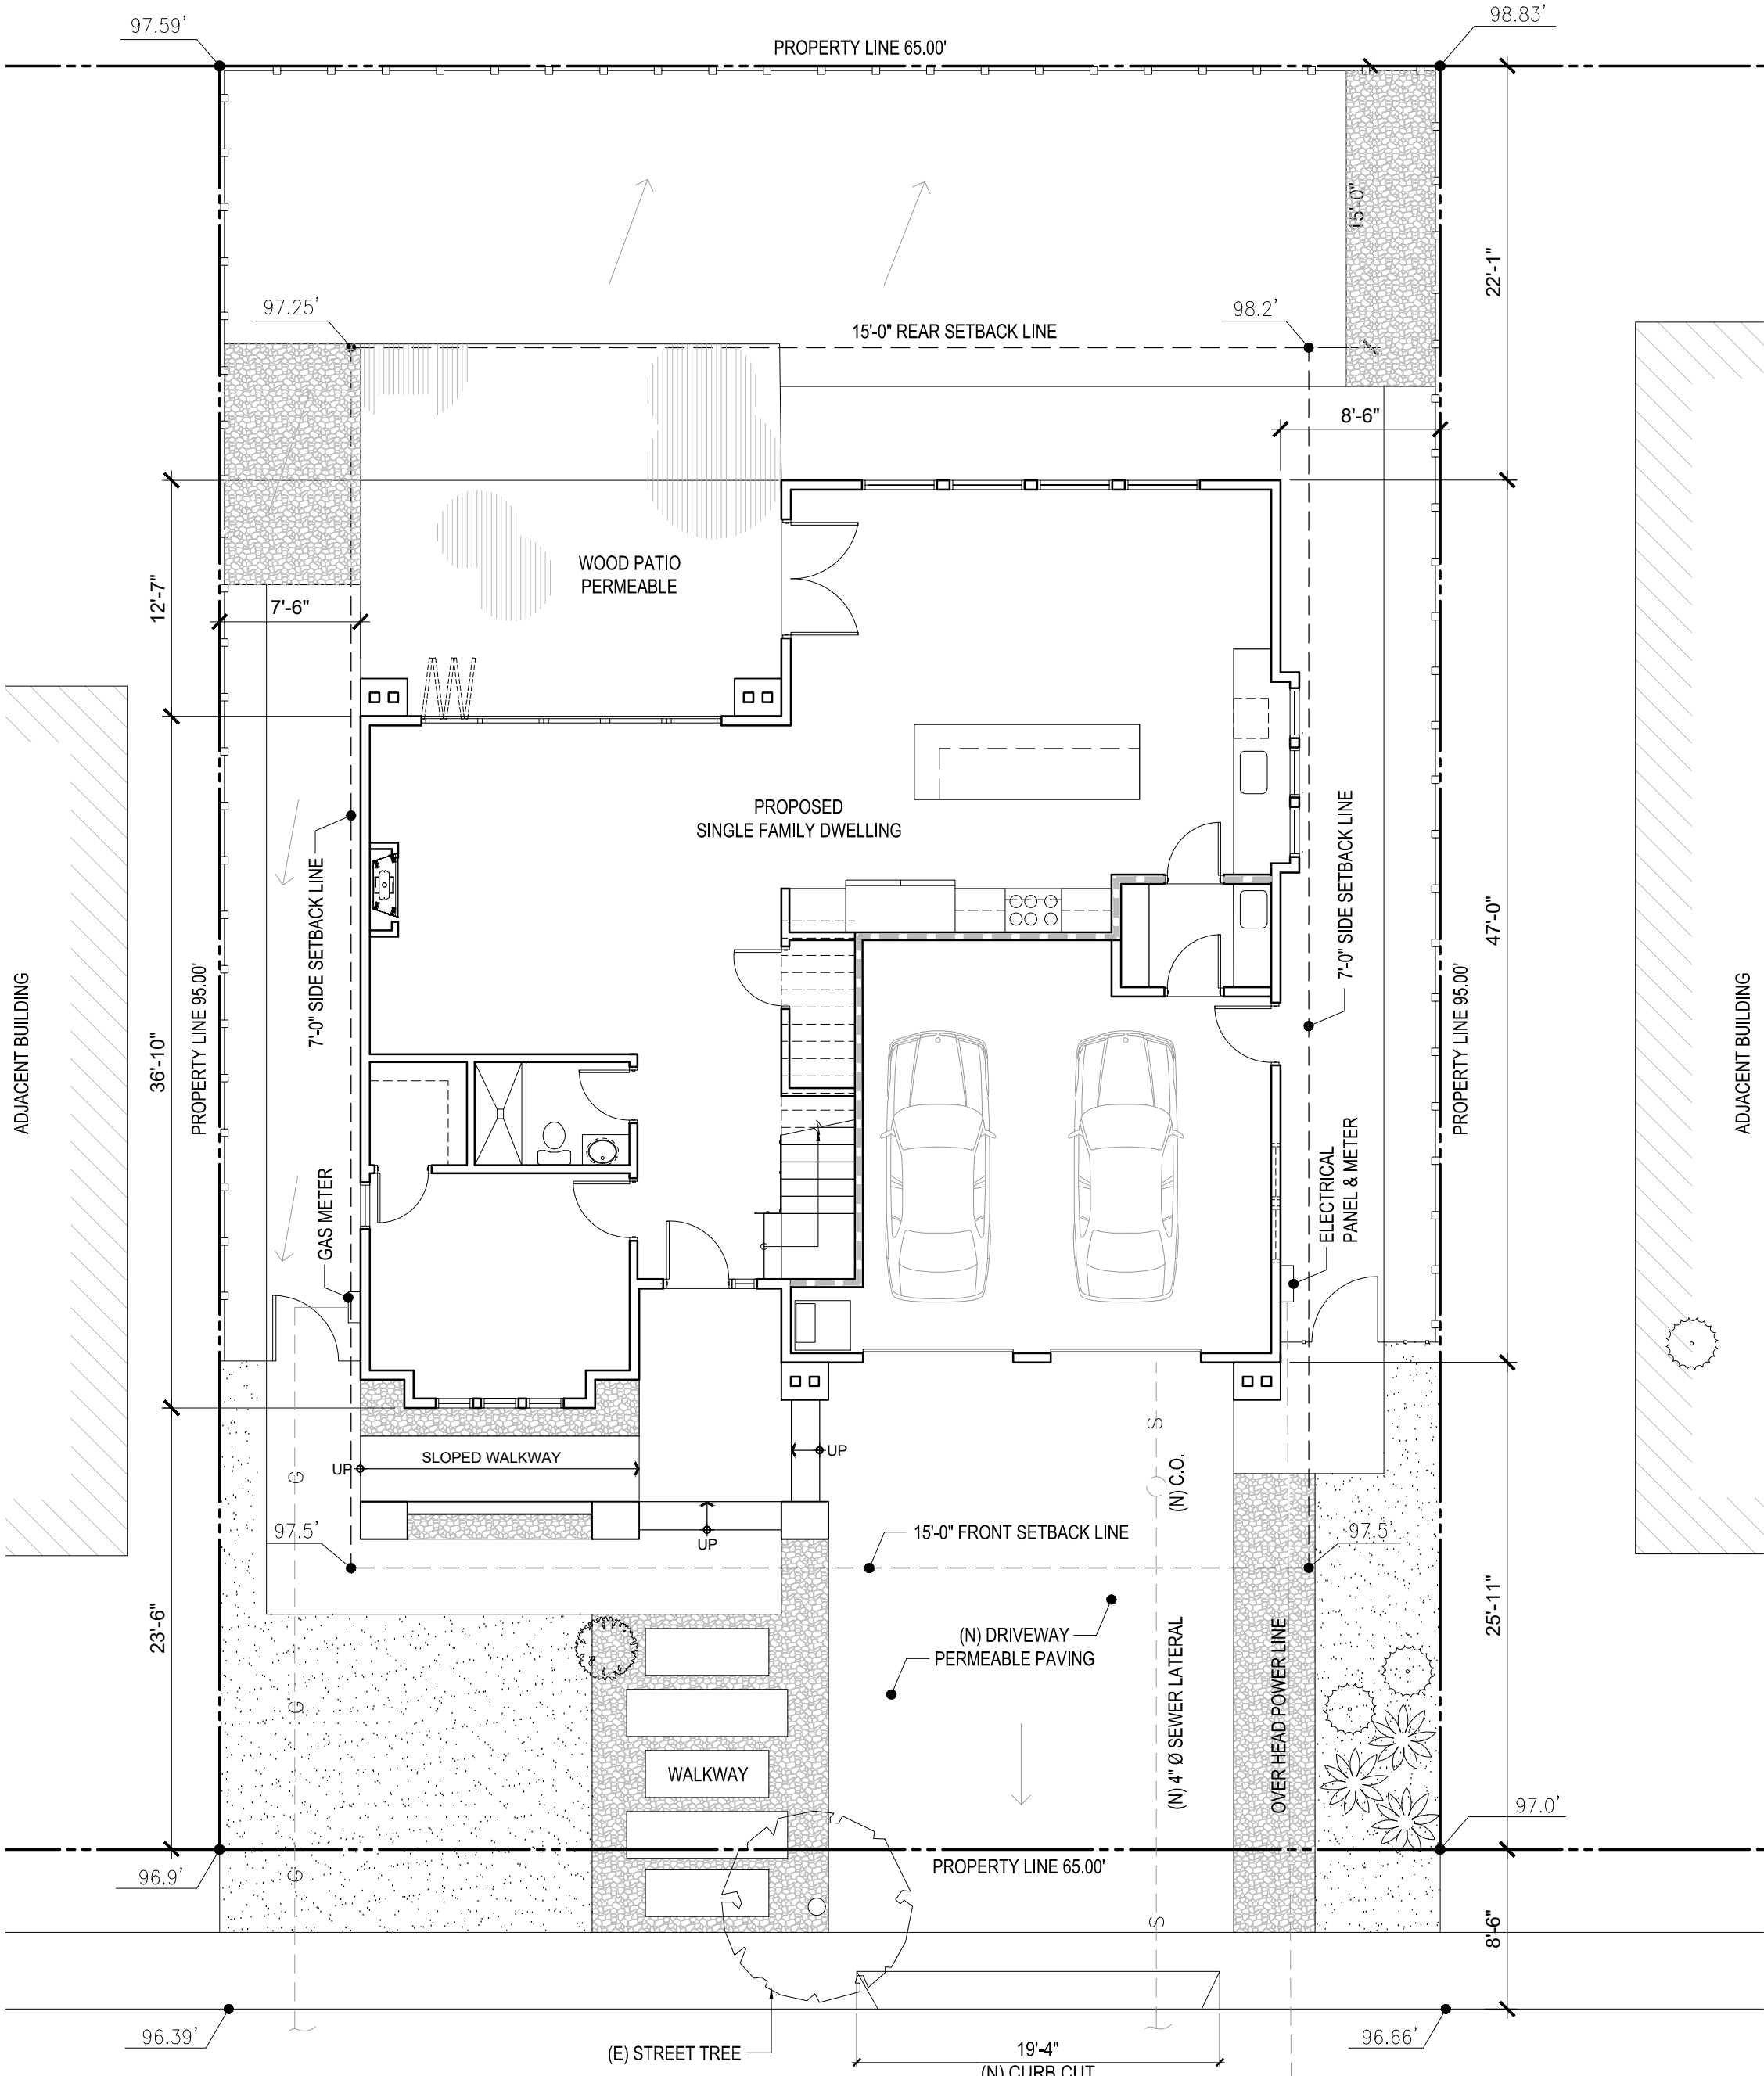 97.59'
98.83'
PROPERTY LINE 65.00'
15'-0"
22'-1"
97.25'
98.2'
15'-0" REAR SETBACK LINE
8'-6"
WOOD PATIO
PERMEABLE
12'-7"
7'-6"
PROPOSED
SINGLE FAMILY DWELLING
7'-0" SIDE SETBACK LINE
7'-0" SIDE SETBACK LINE
47'-0"
ADJACENT BUILDING
PROPERTY LINE 95.00'
36'-10"
PROPERTY LINE 95.00'
ADJACENT BUILDING
GAS METER
ELECTRICAL
PANEL & METER
S
UP
SLOPED WALKWAY
UP
G
(N) C.O.
97.5'
UP
15'-0" FRONT SETBACK LINE
97.5'
23'-6"
25'-11"
(N) DRIVEWAY
PERMEABLE PAVING
(N) 4" Ø SEWER LATERAL
OVER HEAD POWER LINE
G
WALKWAY
97.0'
96.9'
G
PROPERTY LINE 65.00'
S
8'-6"
96.39'
96.66'
(E) STREET TREE
19'-4"
(N) CURB CUT